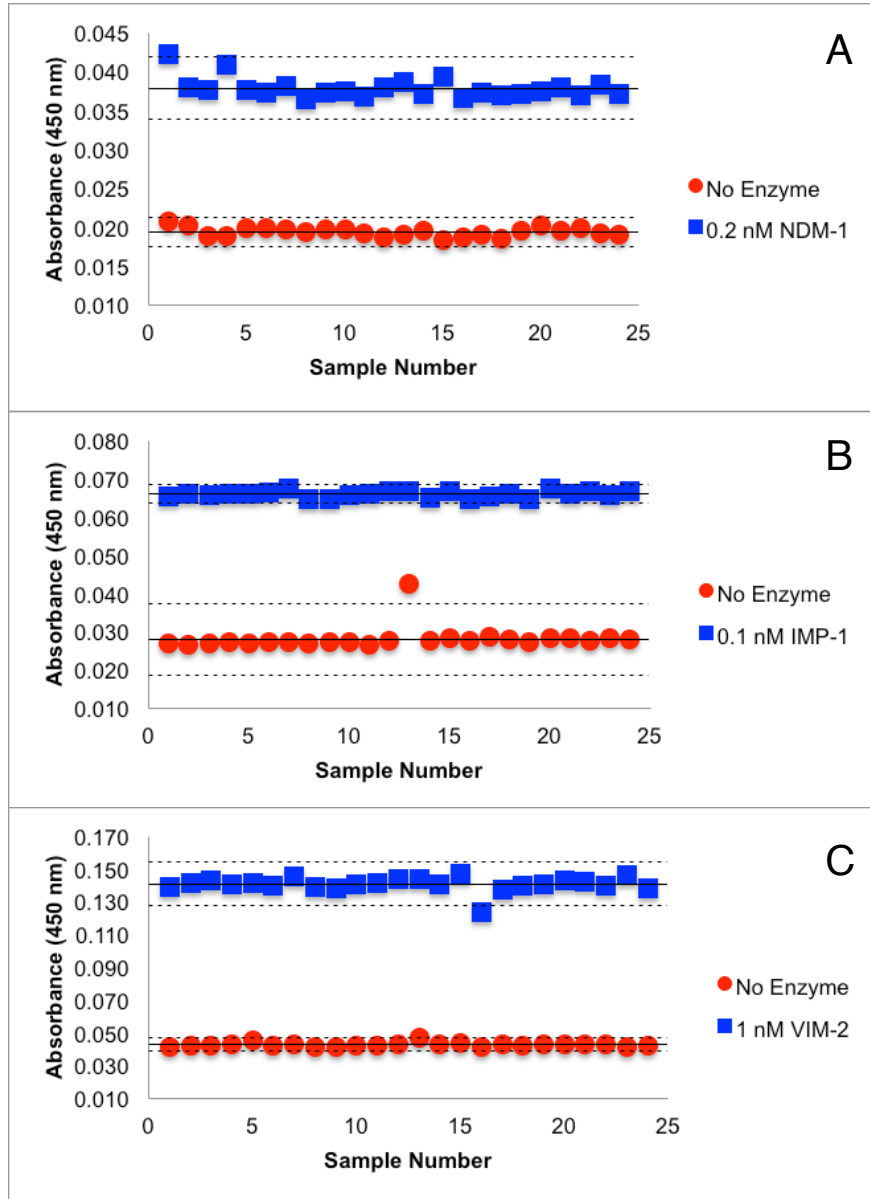 A
0.045
0.040
0.035
0.030
0.025
0.020
0.015
0.010
Absorbance (450 nm)
0 5 10 15 20 25
Sample Number
No Enzyme
0.2 nM NDM-1
B
0.080
0.070
0.060
0.050
0.040
0.030
0.020
0.010
Absorbance (450 nm)
0 5 10 15 20 25
Sample Number
No Enzyme
0.1 nM IMP-1
C
0.170
0.150
0.130
0.110
0.090
0.070
0.050
0.030
0.010
Absorbance (450 nm)
0 5 10 15 20 25
Sample Number
No Enzyme
1 nM VIM-2